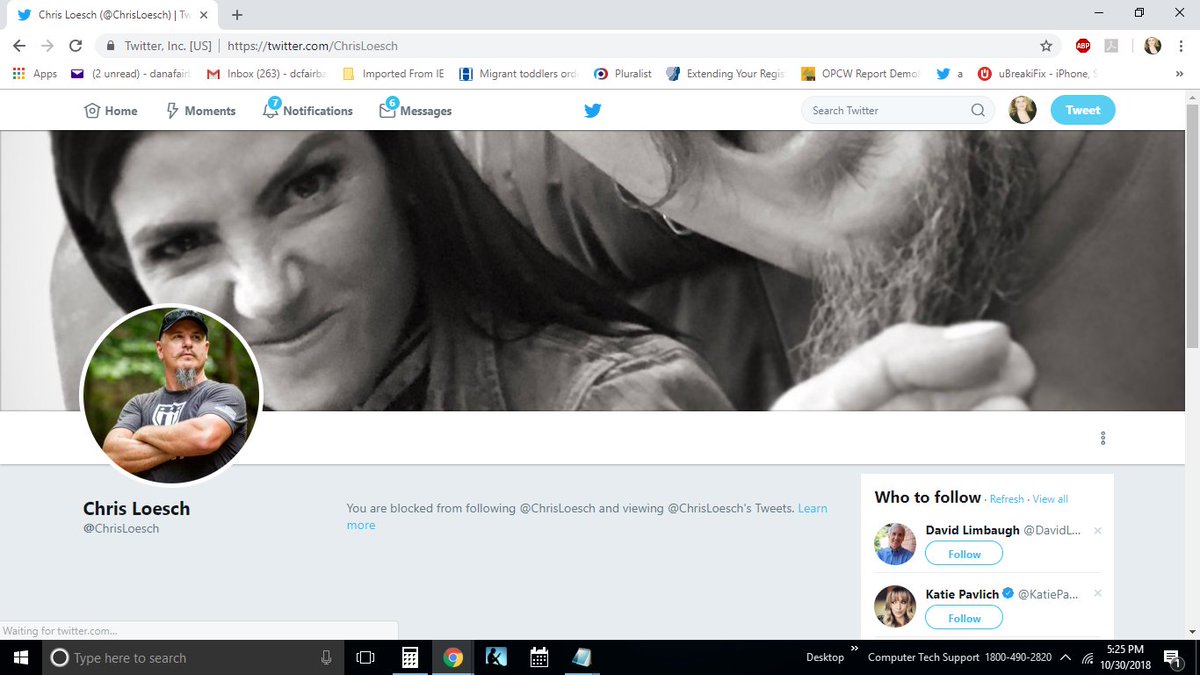 Chris Loesch (@ChrisLoesch) | Tw
Twitter, Inc. [US] | https://twitter.com/ChrisLoesch
ABP
Apps (2 unread) - danafair Inbox (263) - dcfairba Imported From IE Migrant toddlers ord Pluralist Extending Your Regis OPCW Report Demol a uBreakiFix - iPhone, S
Home Moments 7 Notifications 6 Messages Search Twitter Tweet
Chris Loesch
@ChrisLoesch
You are blocked from following @ChrisLoesch and viewing @ChrisLoesch's Tweets. Learn
more
Who to follow · Refresh · View all
David Limbaugh @DavidL...
Follow
Katie Pavlich @KatiePa...
Follow
Waiting for twitter.com...
Type here to search
Desktop » Computer Tech Support 1800-490-2820
5:25 PM
10/30/2018
1